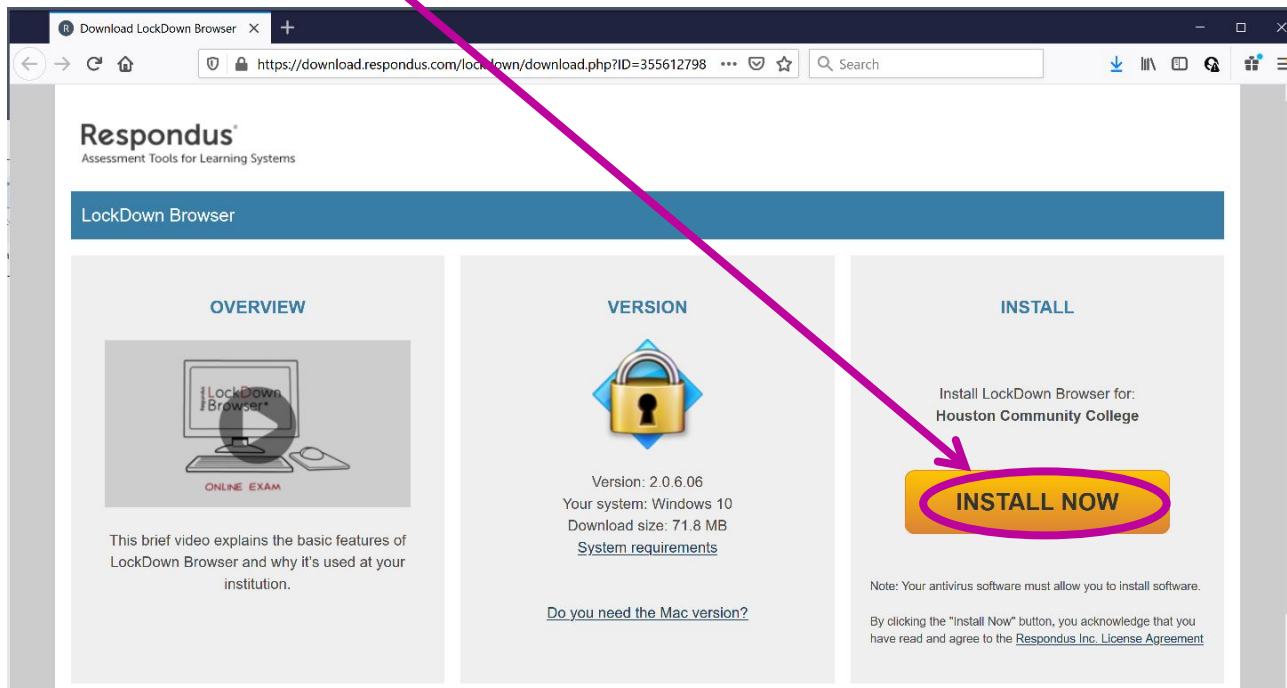 Download LockDown Browser
https://download.respondus.com/lockdown/download.php?ID=355612798
Search
Respondus
Assessment Tools for Learning Systems
LockDown Browser
OVERVIEW
Respondus
LockDown
Browser
ONLINE EXAM
This brief video explains the basic features of
LockDown Browser and why it's used at your
institution.
VERSION
Version: 2.0.6.06
Your system: Windows 10
Download size: 71.8 MB
System requirements
Do you need the Mac version?
INSTALL
Install LockDown Browser for:
Houston Community College
INSTALL NOW
Note: Your antivirus software must allow you to install software.
By clicking the "Install Now" button, you acknowledge that you
have read and agree to the Respondus Inc. License Agreement